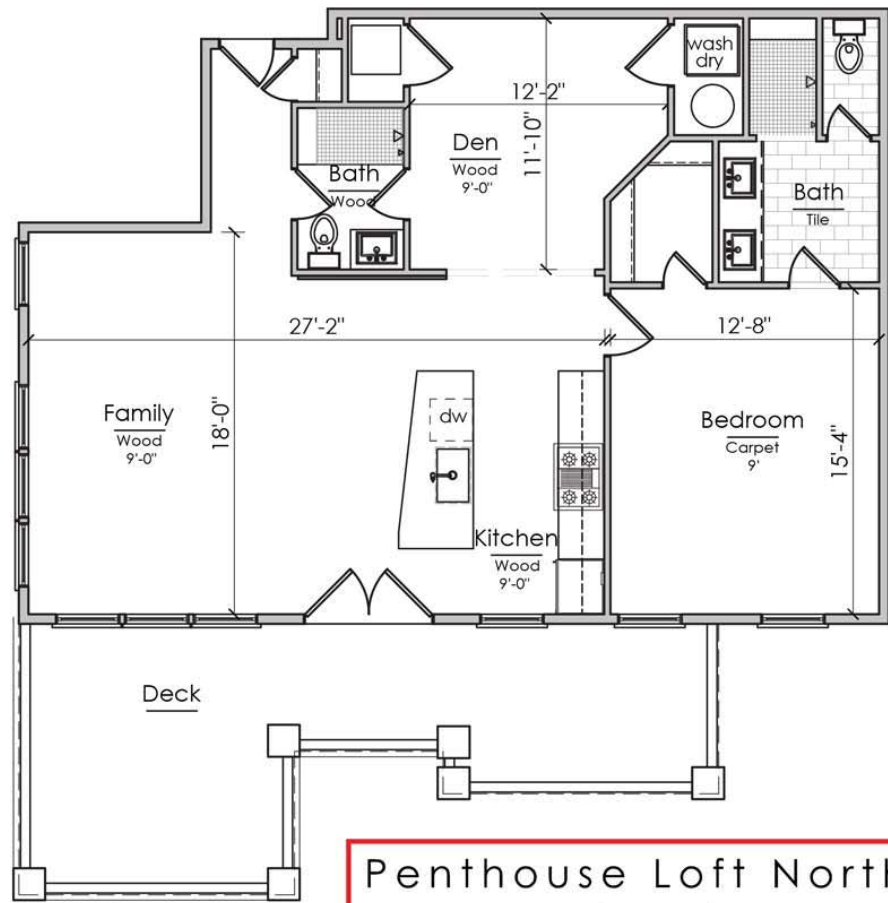 wash
dry
12'-2"
11'-10"
Den
Wood
9'-0"
Bath
Wood
Bath
Tile
27'-2"
12'-8"
Family
Wood
9'-0"
18'-0"
dw
Bedroom
Carpet
9'
15'-4"
Kitchen
Wood
9'-0"
Deck
Penthouse Loft North